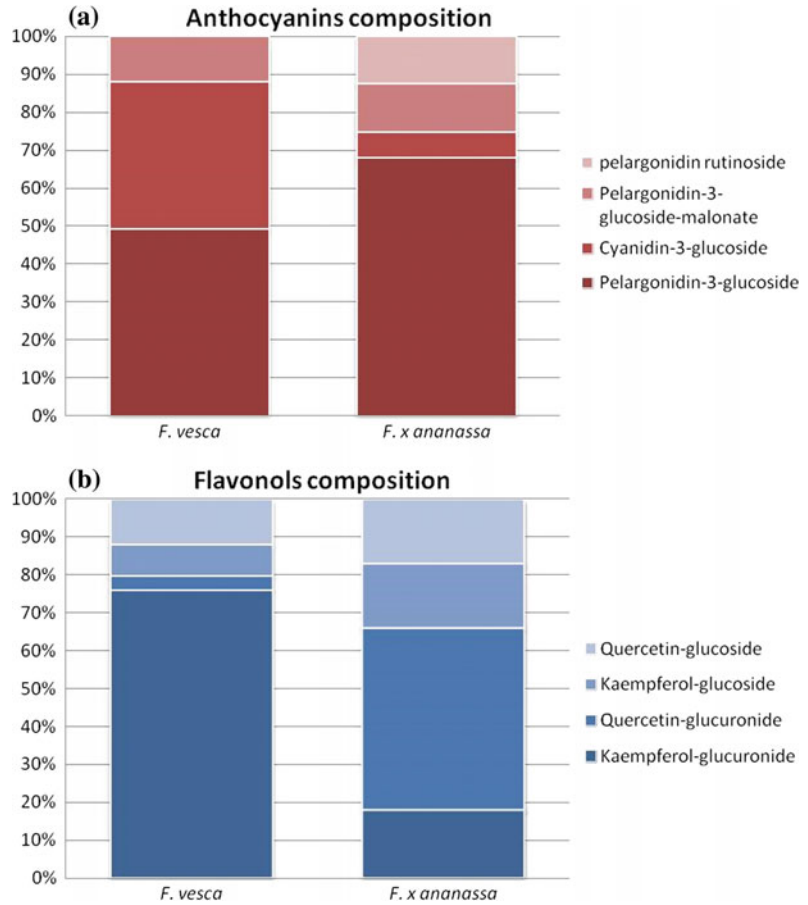 (a) Anthocyanins composition
100%
90%
80%
70%
60%
50%
40%
30%
20%
10%
0%
F. vesca
F. x ananassa
pelargonidin rutinoside
Pelargonidin-3-
glucoside-malonate
Cyanidin-3-glucoside
Pelargonidin-3-glucoside
(b) Flavonols composition
100%
90%
80%
70%
60%
50%
40%
30%
20%
10%
0%
F. vesca
F. x ananassa
Quercetin-glucoside
Kaempferol-glucoside
Quercetin-glucuronide
Kaempferol-glucuronide